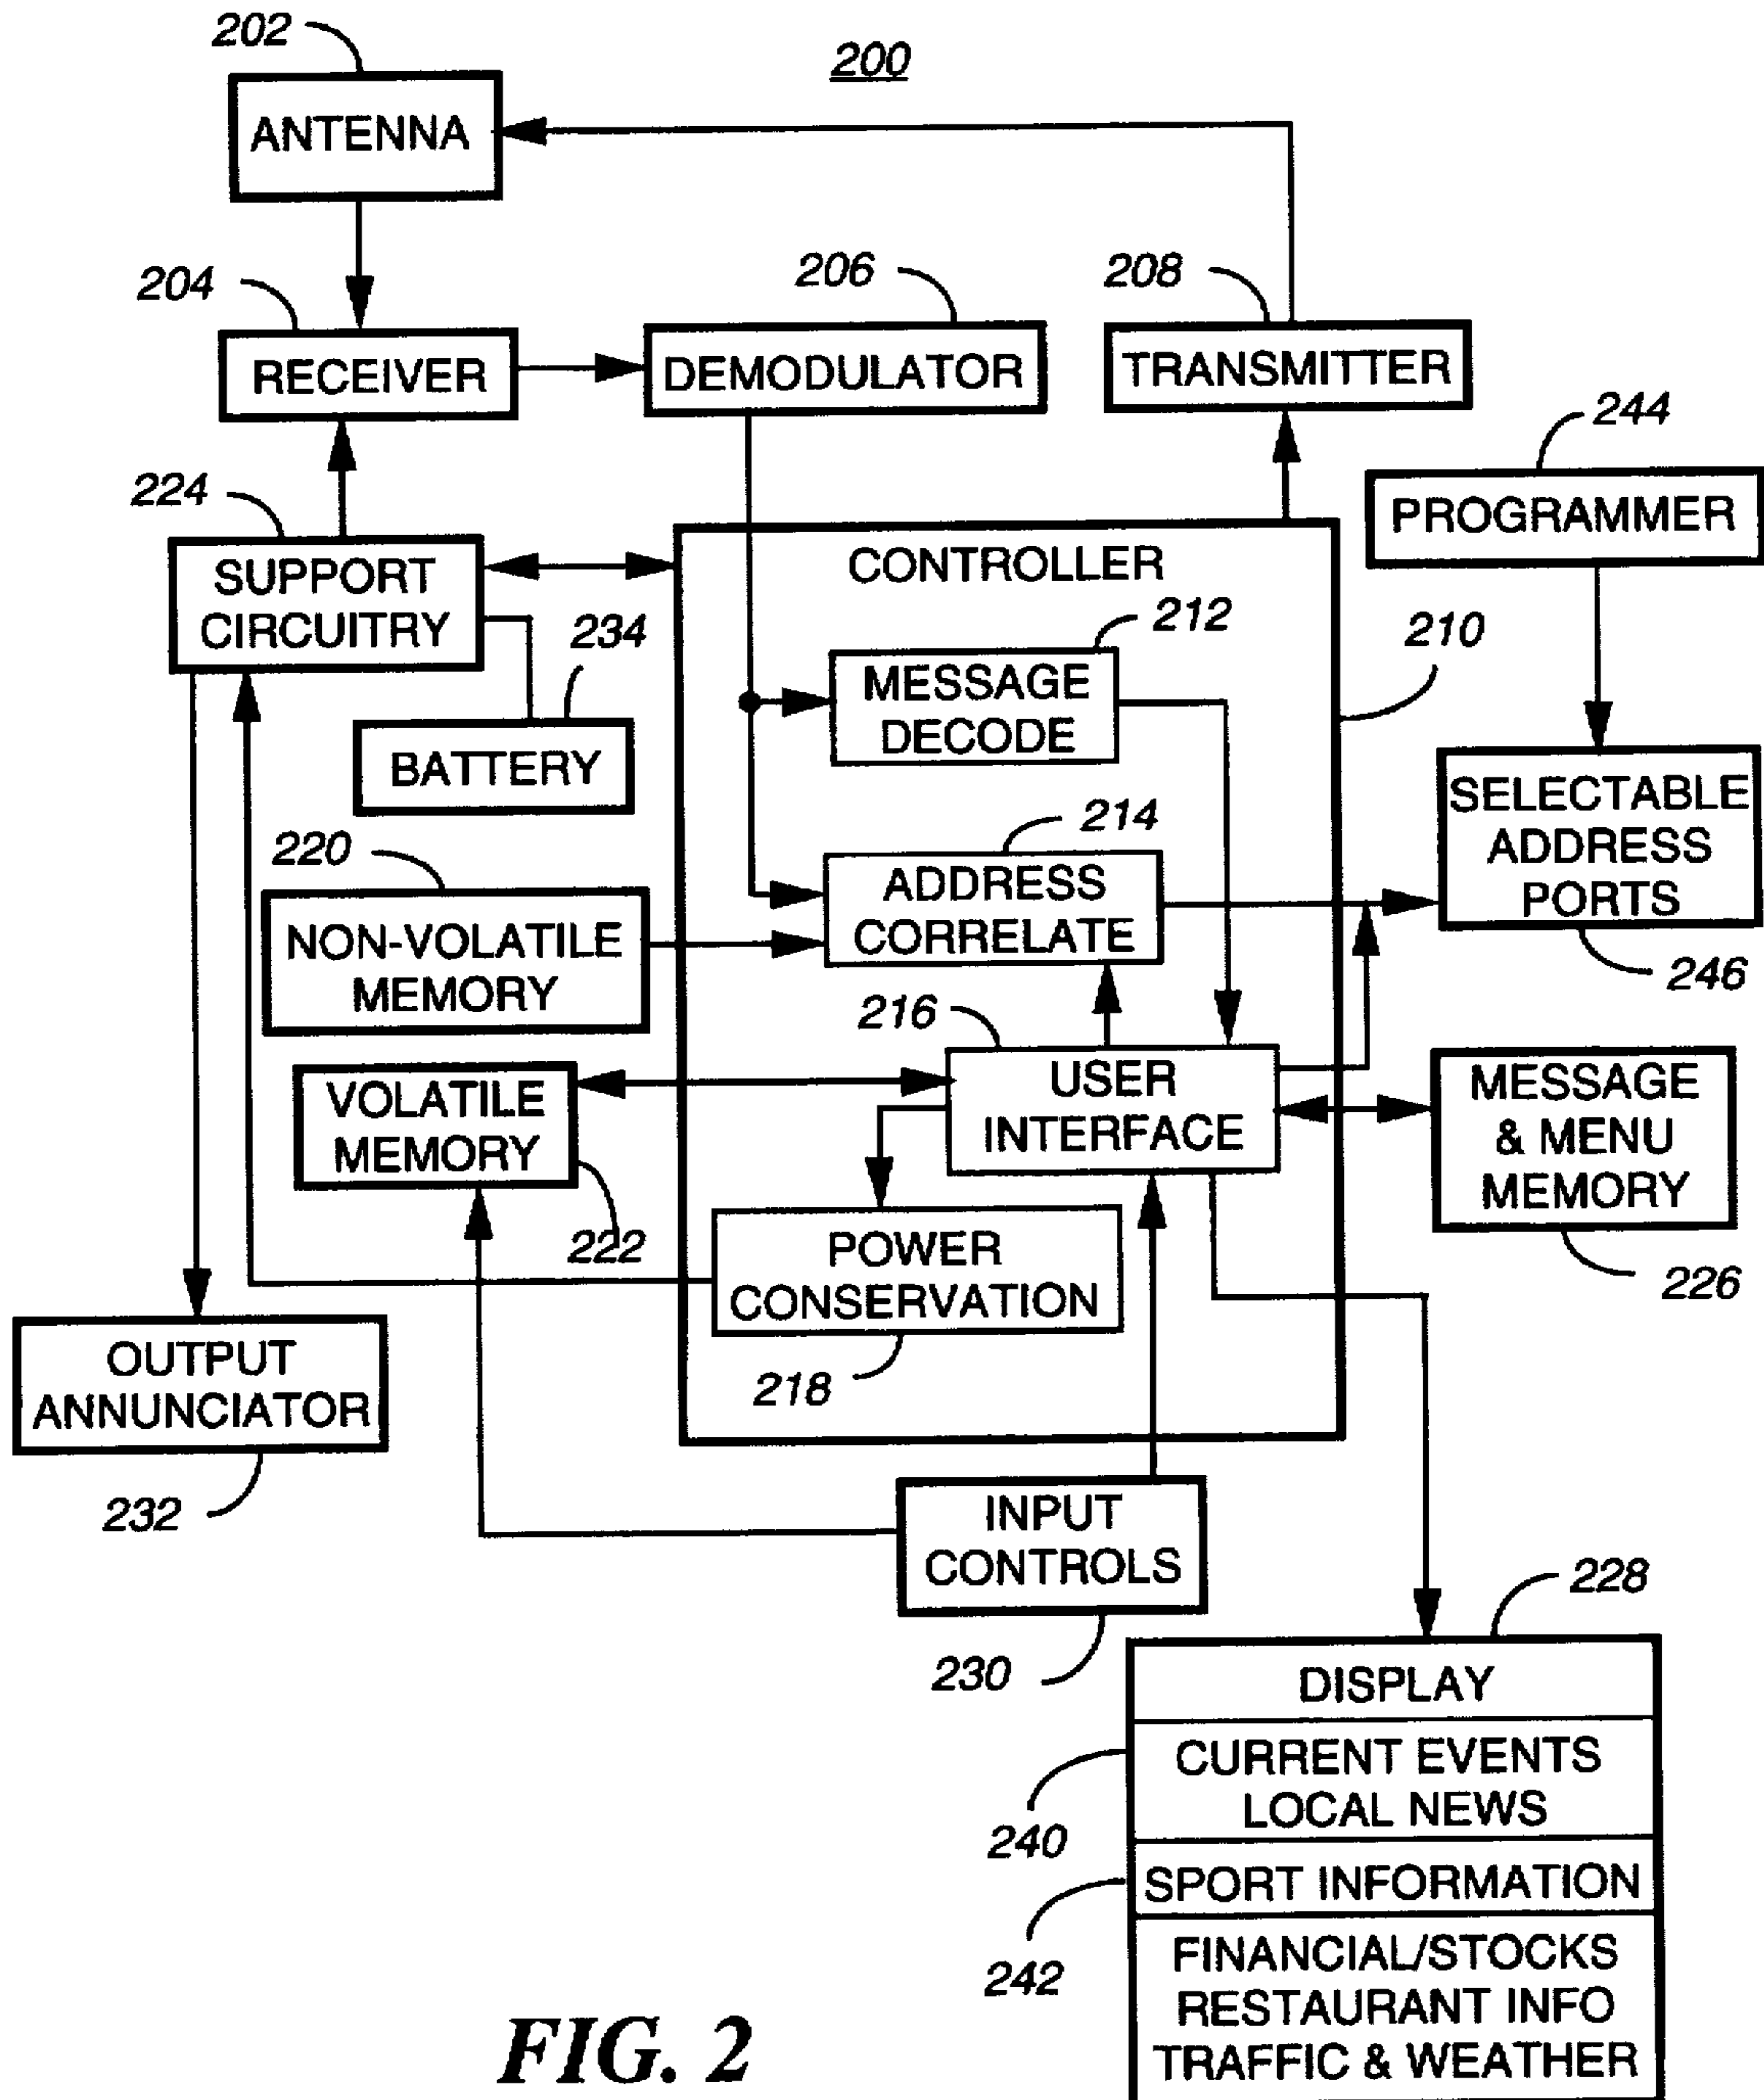 202
200
ANTENNA
204
206
208
RECEIVER
DEMODULATOR
TRANSMITTER
244
224
PROGRAMMER
SUPPORT
CIRCUITRY
CONTROLLER
234
212
210
MESSAGE
DECODE
BATTERY
SELECTABLE
ADDRESS
PORTS
220
214
ADDRESS
CORRELATE
NON-VOLATILE
MEMORY
246
216
USER
INTERFACE
VOLATILE
MEMORY
MESSAGE
& MENU
MEMORY
222
226
POWER
CONSERVATION
218
OUTPUT
ANNUNCIATOR
232
INPUT
CONTROLS
230
228
DISPLAY
CURRENT EVENTS
LOCAL NEWS
240
SPORT INFORMATION
242
FINANCIAL/STOCKS
RESTAURANT INFO
TRAFFIC & WEATHER
FIG. 2